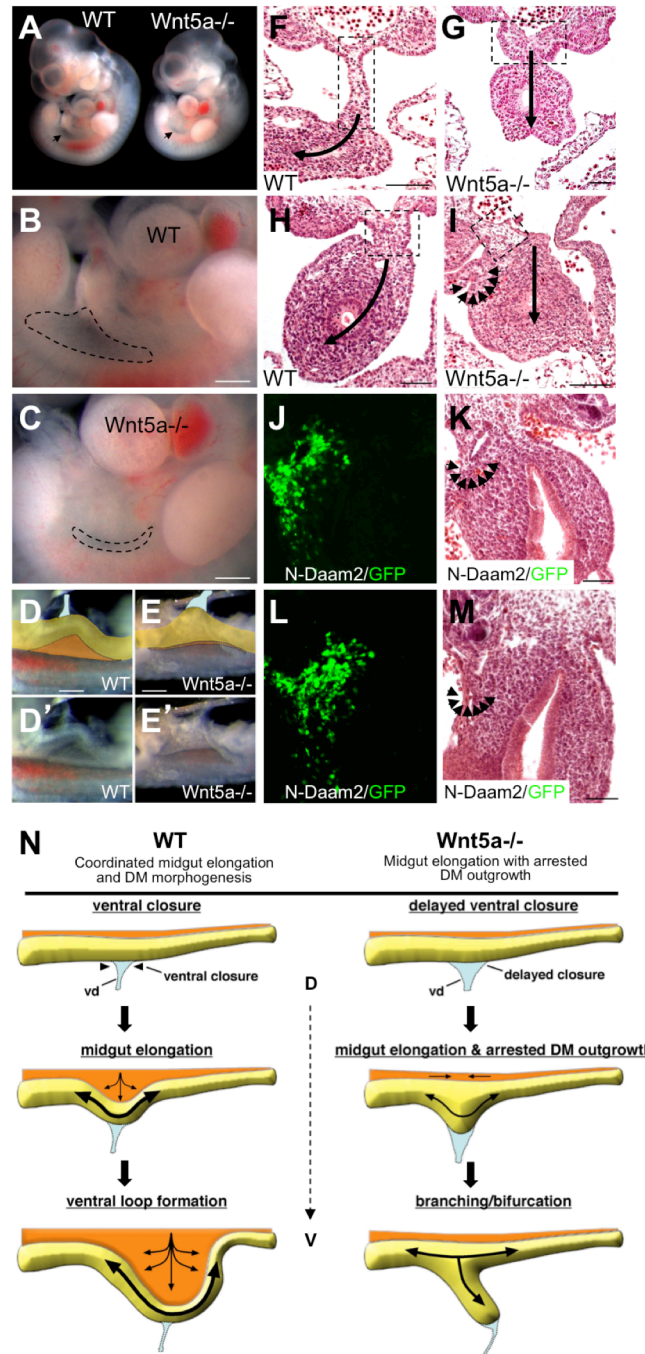 A
WT
Wnt5a-/-
F
WT
G
Wnt5a-/-
B
WT
H
WT
I
Wnt5a-/-
C
Wnt5a-/-
J
N-Daam2/GFP
K
N-Daam2/GFP
D
WT
E
Wnt5a-/-
L
N-Daam2/GFP
M
N-Daam2/GFP
D'
WT
E'
Wnt5a-/-
N
WT
Coordinated midgut elongation
and DM morphogenesis
Wnt5a-/-
Midgut elongation with arrested
DM outgrowth
ventral closure
delayed ventral closure
ventral closure
vd
D
delayed closure
vd
midgut elongation
midgut elongation & arrested DM outgrowth
ventral loop formation
V
branching/bifurcation